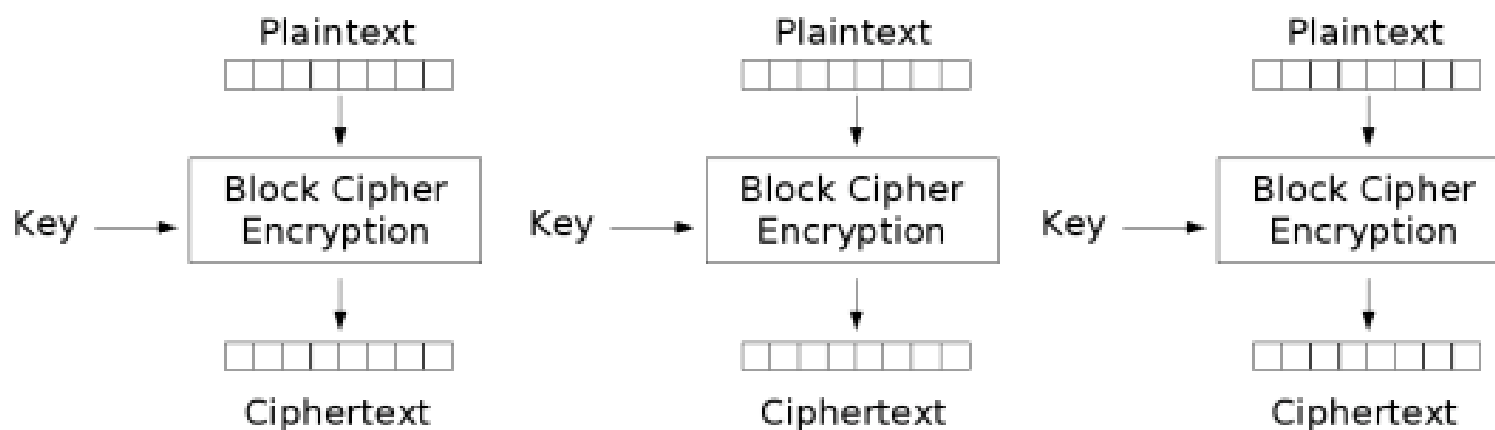 Plaintext
Plaintext
Plaintext
Key
Block Cipher
Encryption
Key
Block Cipher
Encryption
Key
Block Cipher
Encryption
Ciphertext
Ciphertext
Ciphertext